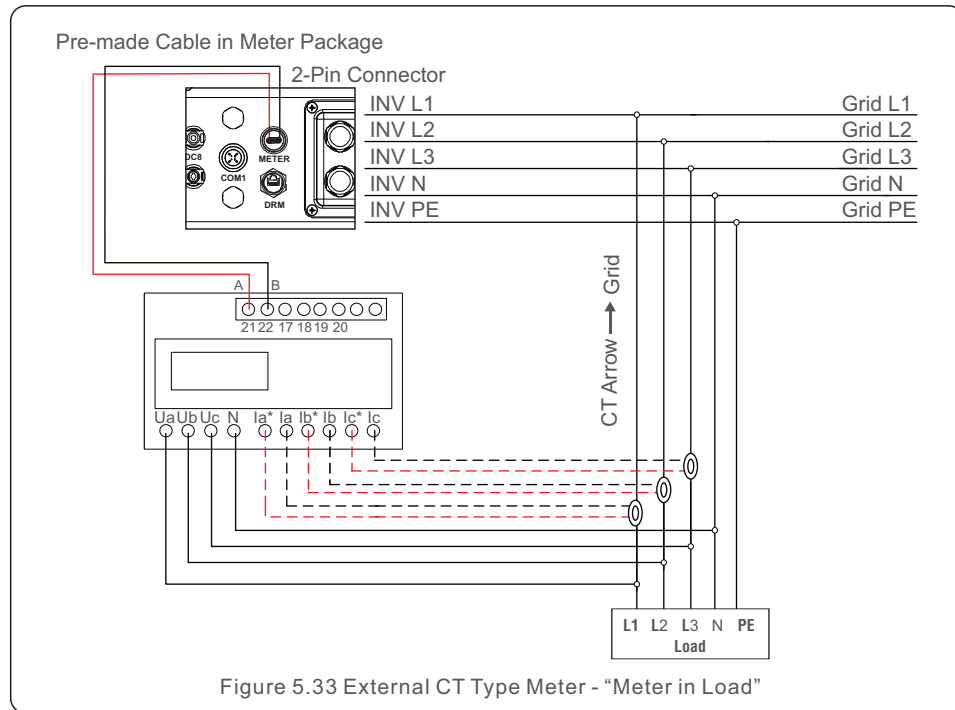 Pre-made Cable in Meter Package
2-Pin Connector
INV L1 Grid L1
INV L2 Grid L2
INV L3 Grid L3
INV N Grid N
INV PE Grid PE
DC8
COM1
METER
DRM
A B
21 22 17 18 19 20
CT Arrow → Grid
Ua Ub Uc N Ia* Ia Ib* Ib Ic* Ic
L1 L2 L3 N PE
Load
Figure 5.33 External CT Type Meter - “Meter in Load”